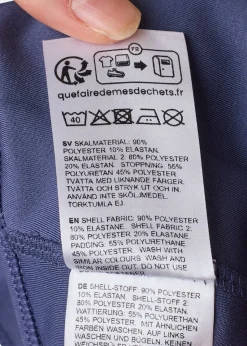 FR
quefairedemesdechets.fr
40
SV SKALMATERIAL: 90%
POLYESTER 10% ELASTAN.
SKALMATERIAL 2: 80% POLYESTER
20% ELASTAN. STOPPNING: 55%
POLYURETAN 45% POLYESTER.
TVÄTTA MED LIKNANDE FÄRGER.
TVÄTTA OCH STRYK UT OCH IN.
ANVÄND INTE SKÖLJMEDEL.
TORKTUMLA EJ.
EN SHELL FABRIC: 90% POLYESTER
10% ELASTANE. SHELL FABRIC 2:
80% POLYESTER 20% ELASTANE.
PADDING: 55% POLYURETHANE
45% POLYESTER. WASH WITH
SIMILAR COLOURS. WASH AND
IRON INSIDE OUT. DO NOT USE
DE SHELL-STOFF: 90% POLYESTER
10% ELASTAN. SHELL-STOFF 2:
80% POLYESTER 20% ELASTAN.
WATTIERUNG: 55% POLYURETHAN
45% POLYESTER. MIT ÄHNLICHEN
FARBEN WASCHEN. AUF LINKS
WASCHEN UND BÜGELN. KEINEN